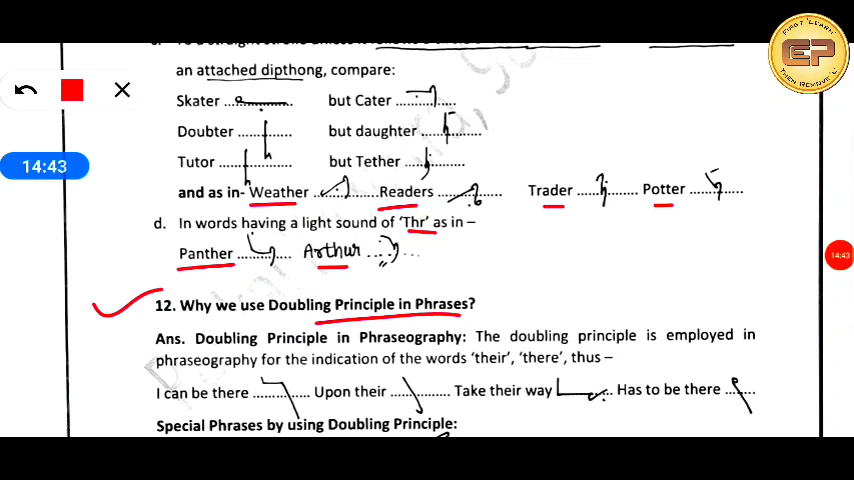 an attached dipthong, compare:
Skater .................. but Cater ..................
Doubter .................. but daughter ..................
Tutor .................. but Tether ..................
and as in- Weather .................. Readers .................. Trader .................. Potter ..................
d. In words having a light sound of ‘Thr’ as in –
Panther .................. Arthur ..................
12. Why we use Doubling Principle in Phrases?
Ans. Doubling Principle in Phraseography: The doubling principle is employed in
phraseography for the indication of the words ‘their’, ‘there’, thus –
I can be there .................. Upon their .................. Take their way .................. Has to be there ..................
Special Phrases by using Doubling Principle:
14:43
14:43
FIRST LETTER
EP